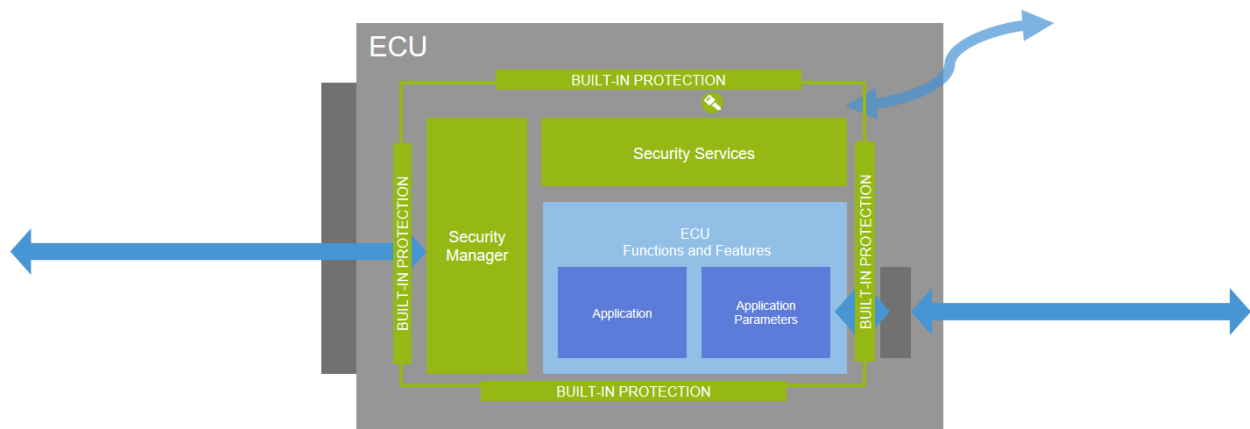 ECU
BUILT-IN PROTECTION
Security Services
BUILT-IN PROTECTION
Security
Manager
ECU
Functions and Features
Application
Application
Parameters
BUILT-IN PROTECTION
BUILT-IN PROTECTION